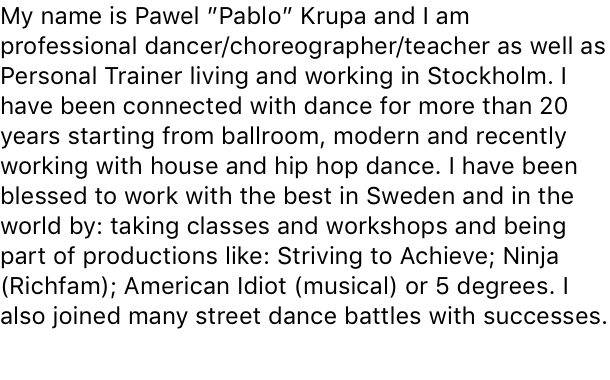 My name is Pawel ”Pablo” Krupa and I am
professional dancer/choreographer/teacher as well as
Personal Trainer living and working in Stockholm. I
have been connected with dance for more than 20
years starting from ballroom, modern and recently
working with house and hip hop dance. I have been
blessed to work with the best in Sweden and in the
world by: taking classes and workshops and being
part of productions like: Striving to Achieve; Ninja
(Richfam); American Idiot (musical) or 5 degrees. I
also joined many street dance battles with successes.